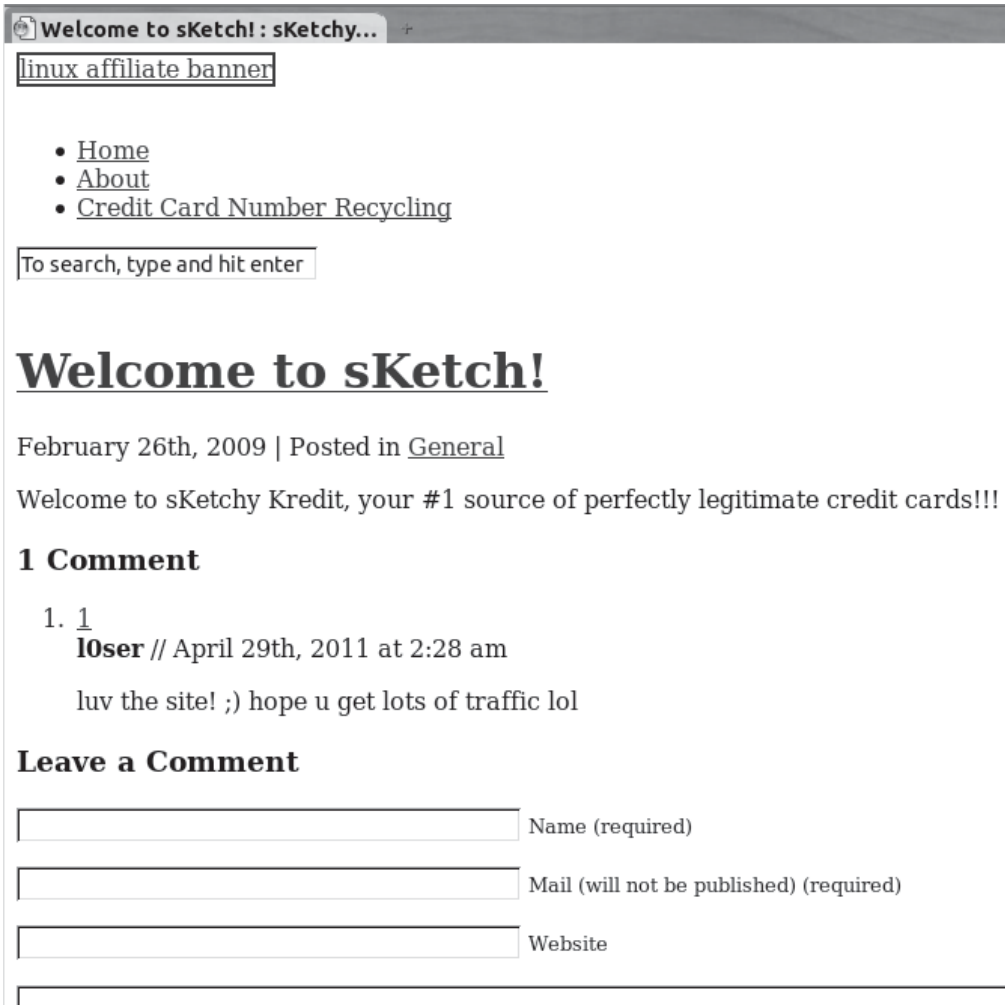 Welcome to sKetch! : sKetchy...
linux affiliate banner
• Home
• About
• Credit Card Number Recycling
To search, type and hit enter
Welcome to sKetch!
February 26th, 2009 | Posted in General
Welcome to sKetchy Kredit, your #1 source of perfectly legitimate credit cards!!!
1 Comment
1. 1
l0ser // April 29th, 2011 at 2:28 am
luv the site! ;) hope u get lots of traffic lol
Leave a Comment
Name (required)
Mail (will not be published) (required)
Website